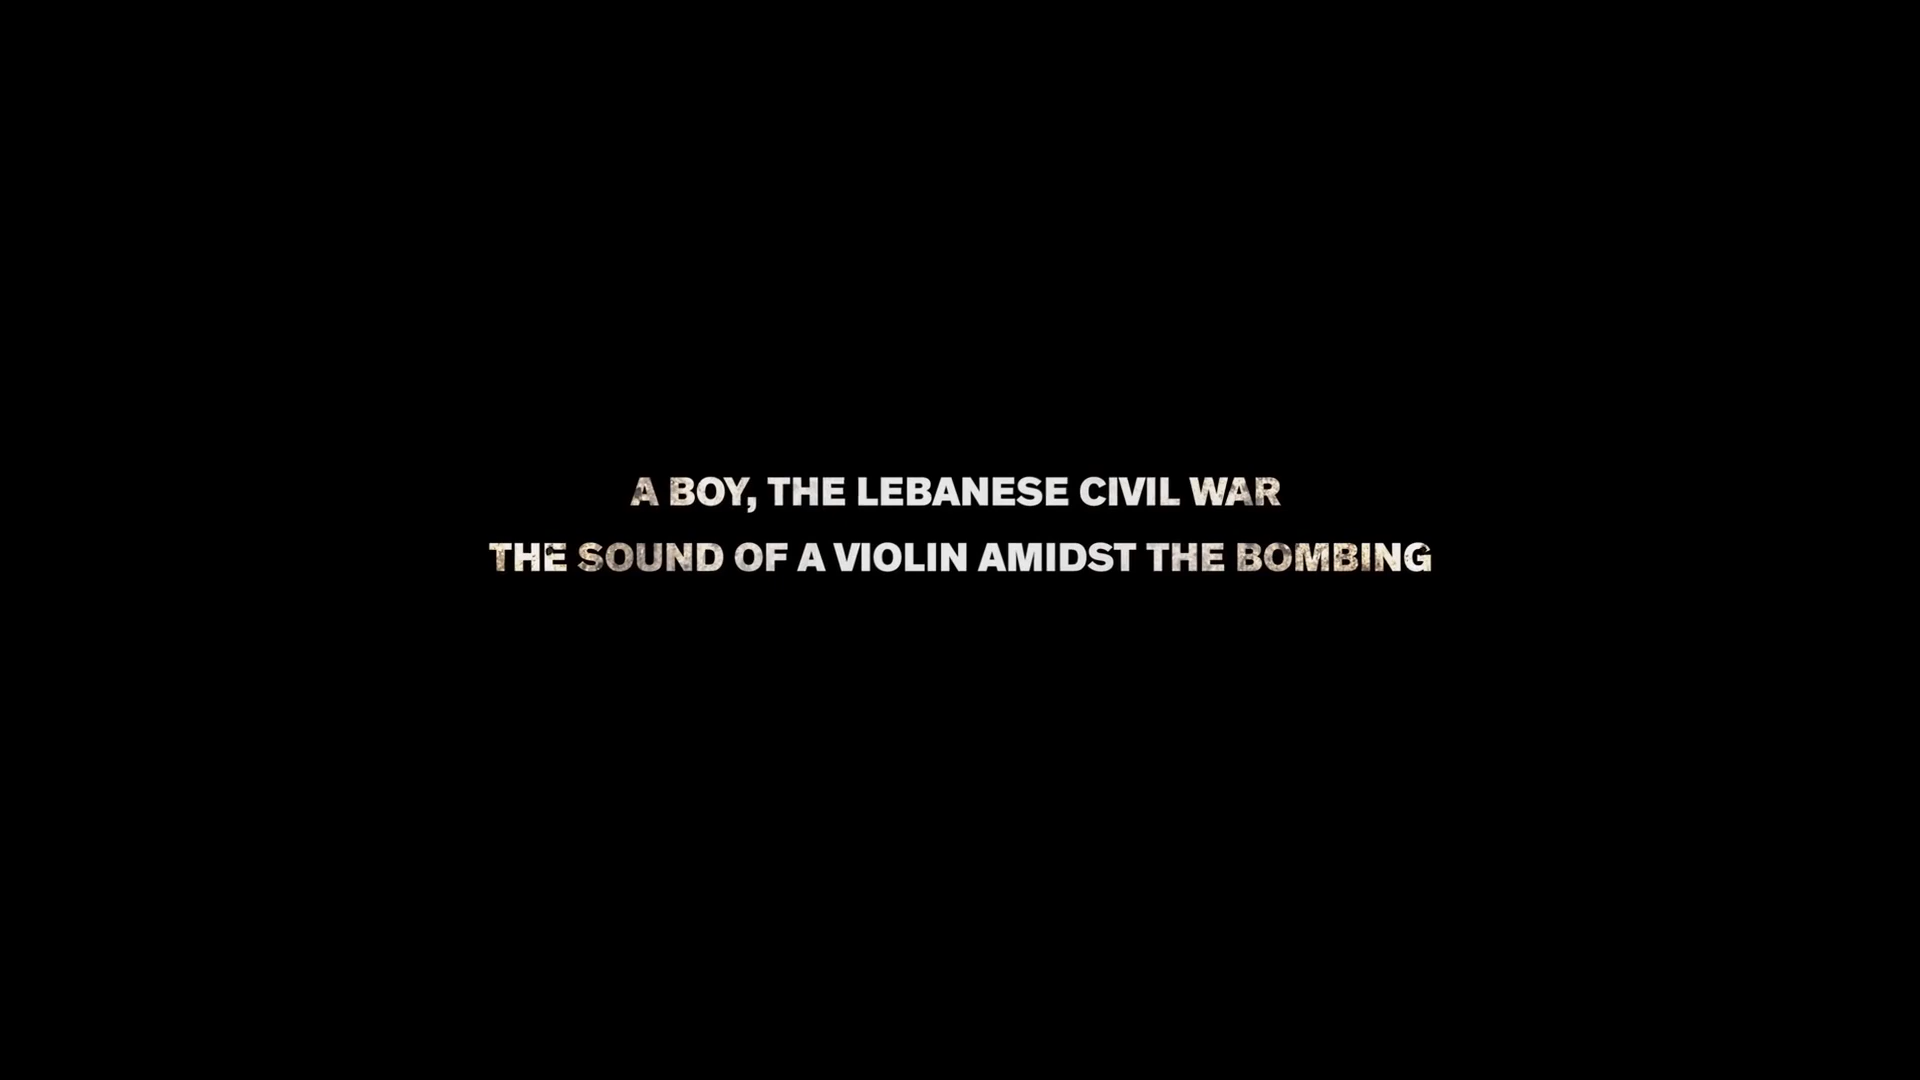 A BOY, THE LEBANESE CIVIL WAR
THE SOUND OF A VIOLIN AMIDST THE BOMBING